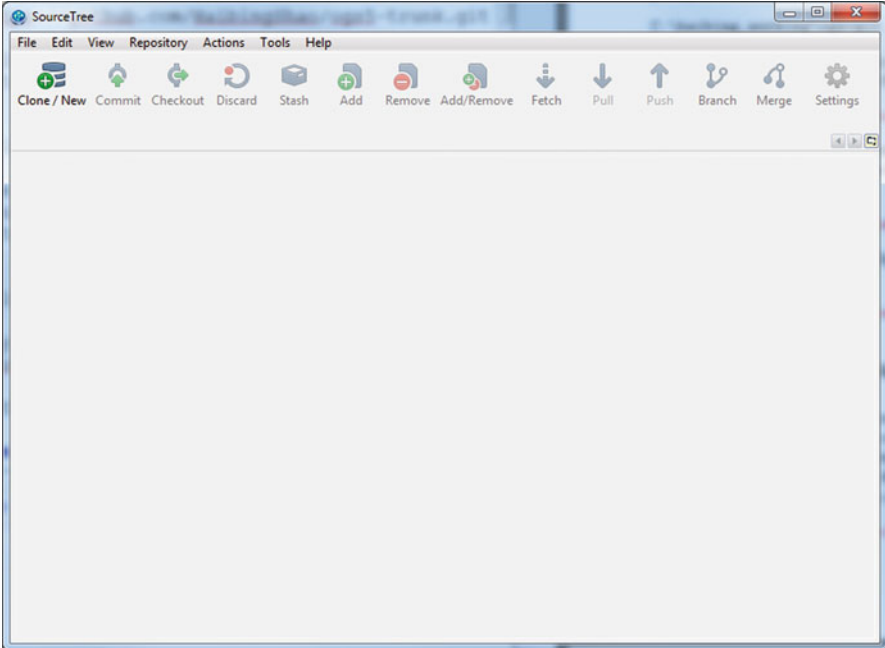 SourceTree
File Edit View Repository Actions Tools Help
Clone / New Commit Checkout Discard Stash Add Remove Add/Remove Fetch Pull Push Branch Merge Settings